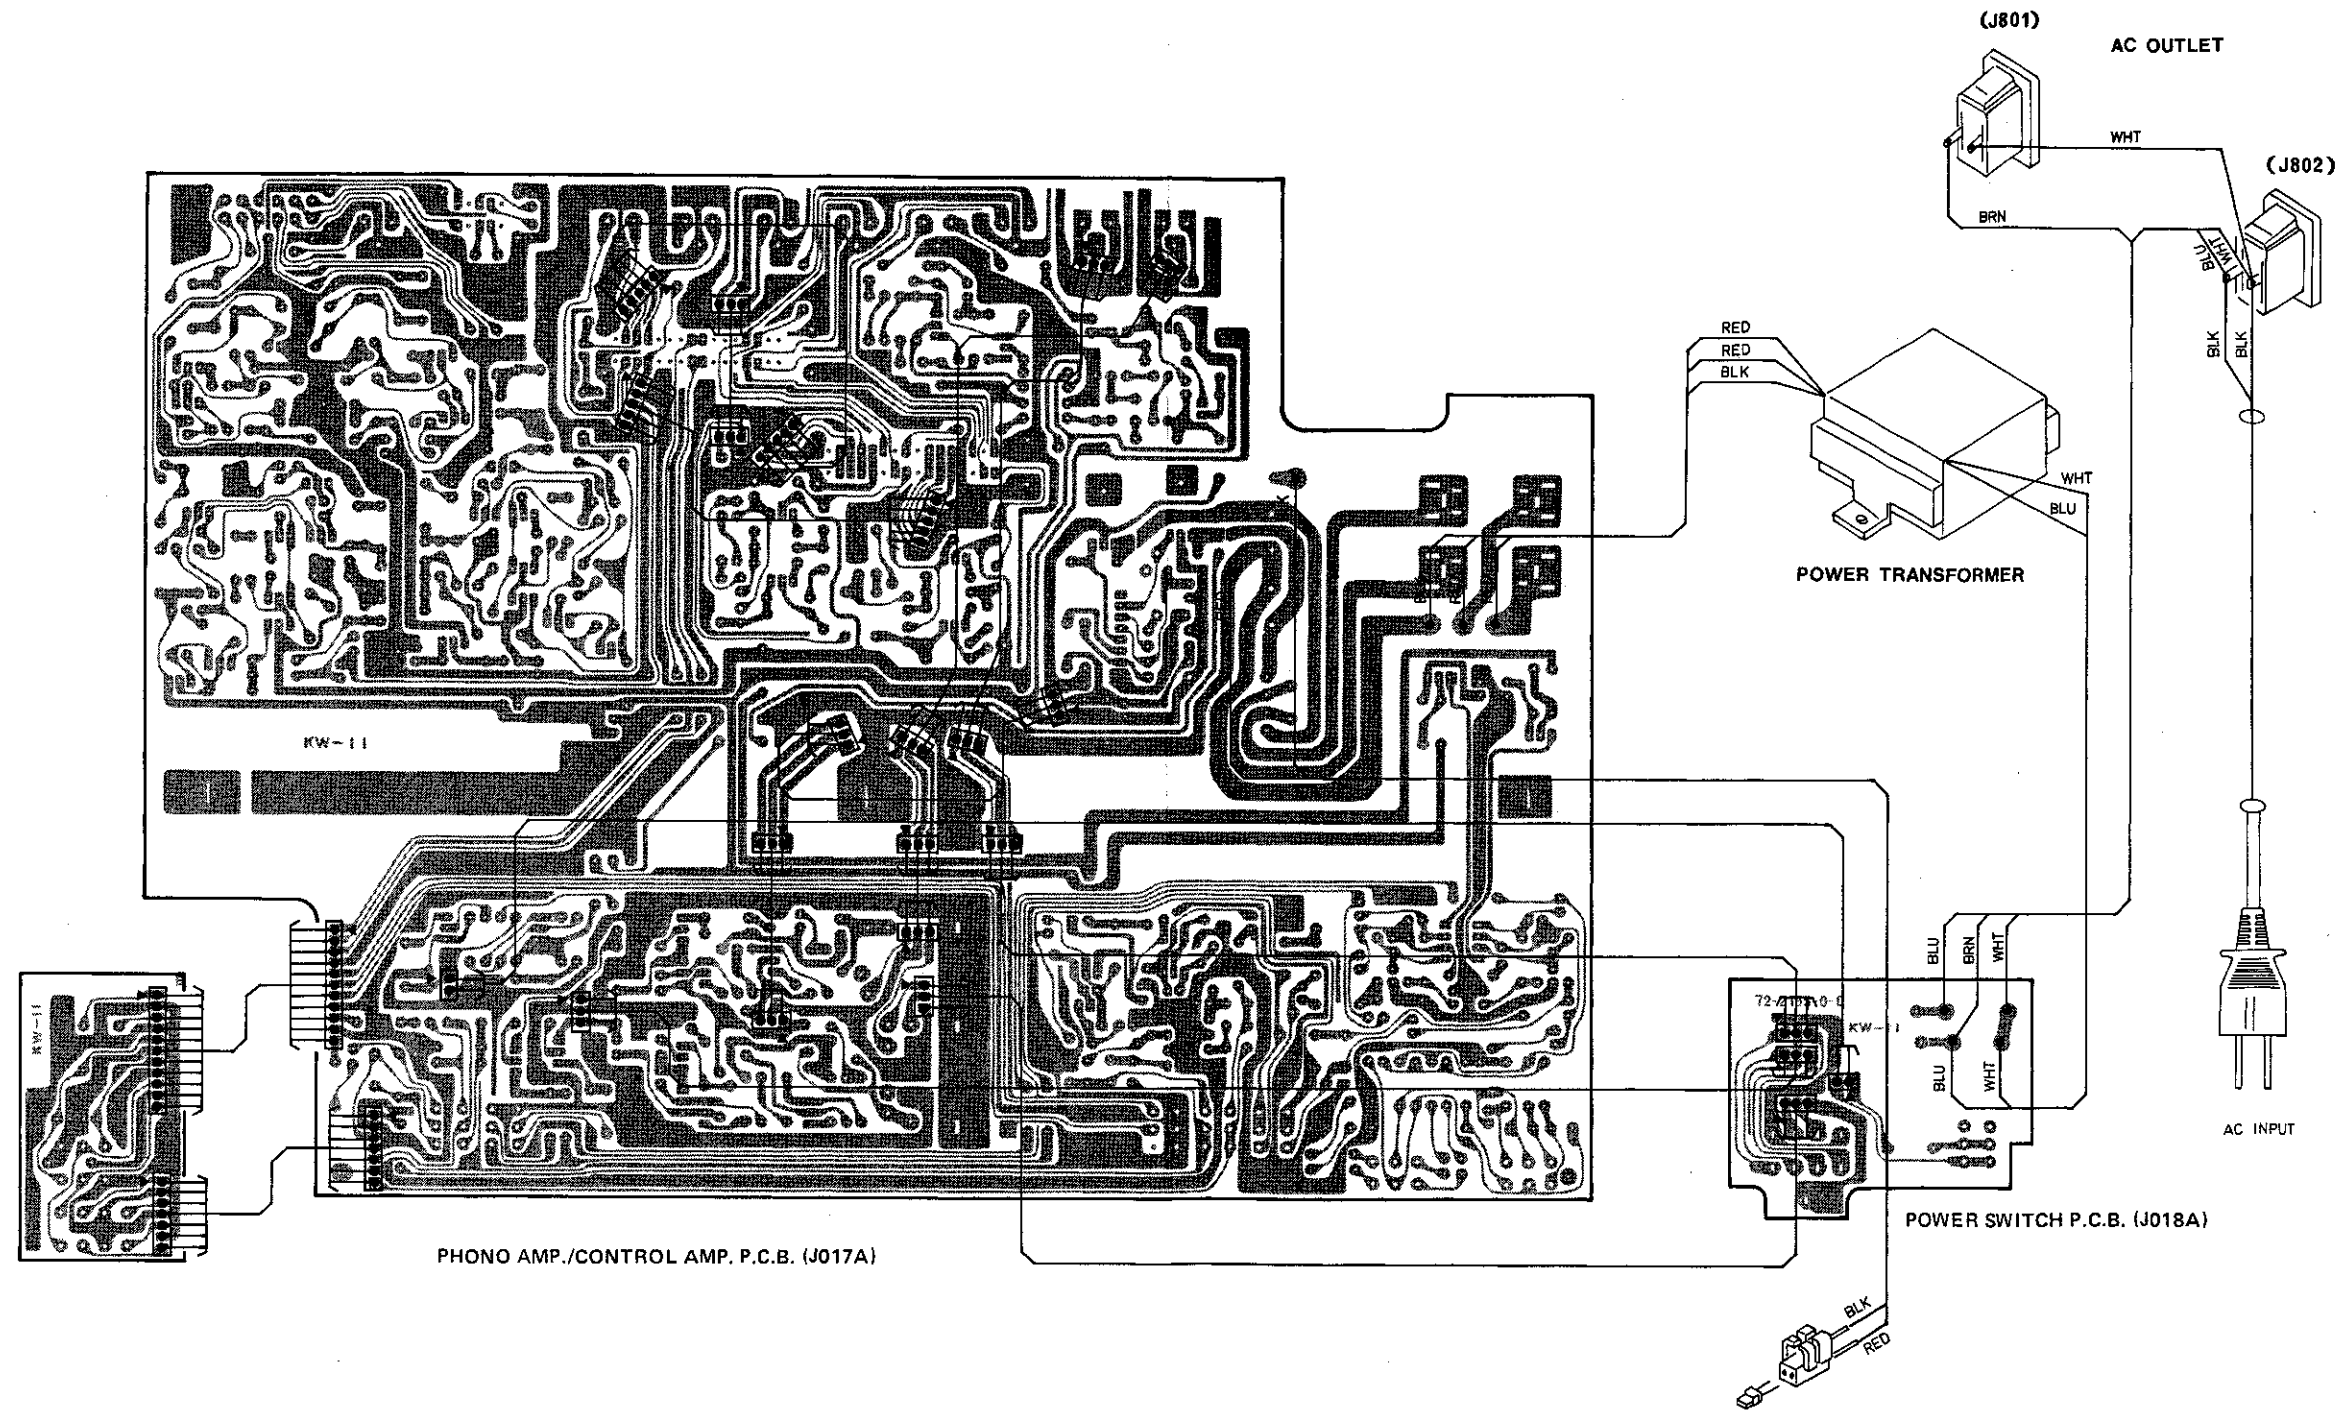 (J801)
AC OUTLET
WHT
(J802)
BRN
BLU
WHT
BLK
BLK
RED
RED
BLK
WHT
BLU
POWER TRANSFORMER
KW-11
BLU
BRN
WHT
KW-11
KW-11
BLU
WHT
AC INPUT
POWER SWITCH P.C.B. (J018A)
PHONO AMP./CONTROL AMP. P.C.B. (J017A)
BLK
RED